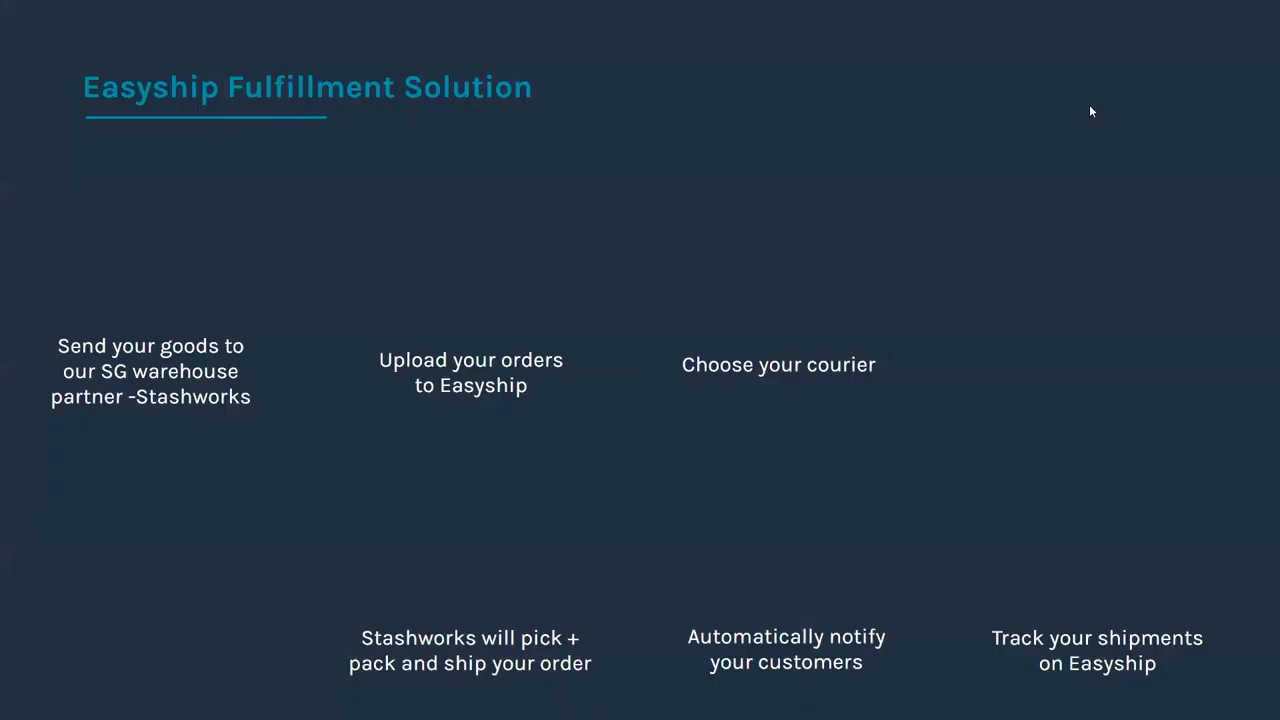 Easyship Fulfillment Solution
Send your goods to
our SG warehouse
partner -Stashworks
Upload your orders
to Easyship
Choose your courier
Stashworks will pick +
pack and ship your order
Automatically notify
your customers
Track your shipments
on Easyship